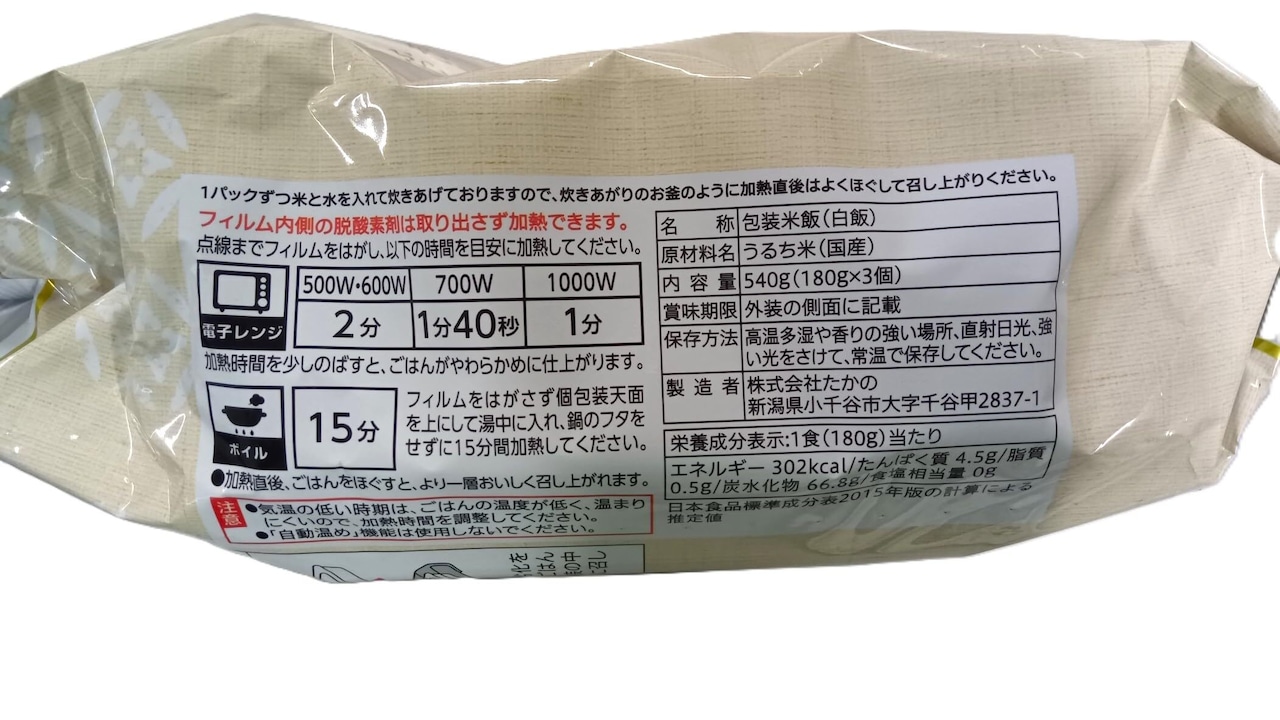 1パックずつ米と水を入れて炊きあげておりますので、炊きあがりのお釜のように加熱直後はよくほぐして召し上がりください。
フィルム内側の脱酸素剤は取り出さず加熱できます。
点線までフィルムをはがし、以下の時間を目安に加熱してください。
電子レンジ
500W・600W 700W 1000W
2分 1分40秒 1分
加熱時間を少しのばすと、ごはんがやわらかめに仕上がります。
ボイル
15分
フィルムをはがさず個包装天面
を上にして湯中に入れ、鍋のフタを
せずに15分間加熱してください。
●加熱直後、ごはんをほぐすと、より一層おいしく召し上がれます。
注意
●気温の低い時期は、ごはんの温度が低く、温まり
にくいので、加熱時間を調整してください。
●「自動温め」機能は使用しないでください。
名称 包装米飯(白飯)
原材料名 うるち米(国産)
内容量 540g(180g×3個)
賞味期限 外装の側面に記載
保存方法 高温多湿や香りの強い場所、直射日光、強
い光をさけて、常温で保存してください。
製造者 株式会社たかの
新潟県小千谷市大字千谷甲2837-1
栄養成分表示:1食(180g)当たり
エネルギー 302kcal/たんぱく質 4.5g/脂質
0.5g/炭水化物 66.8g/食塩相当量 0g
日本食品標準成分表2015年版の計算による
推定値